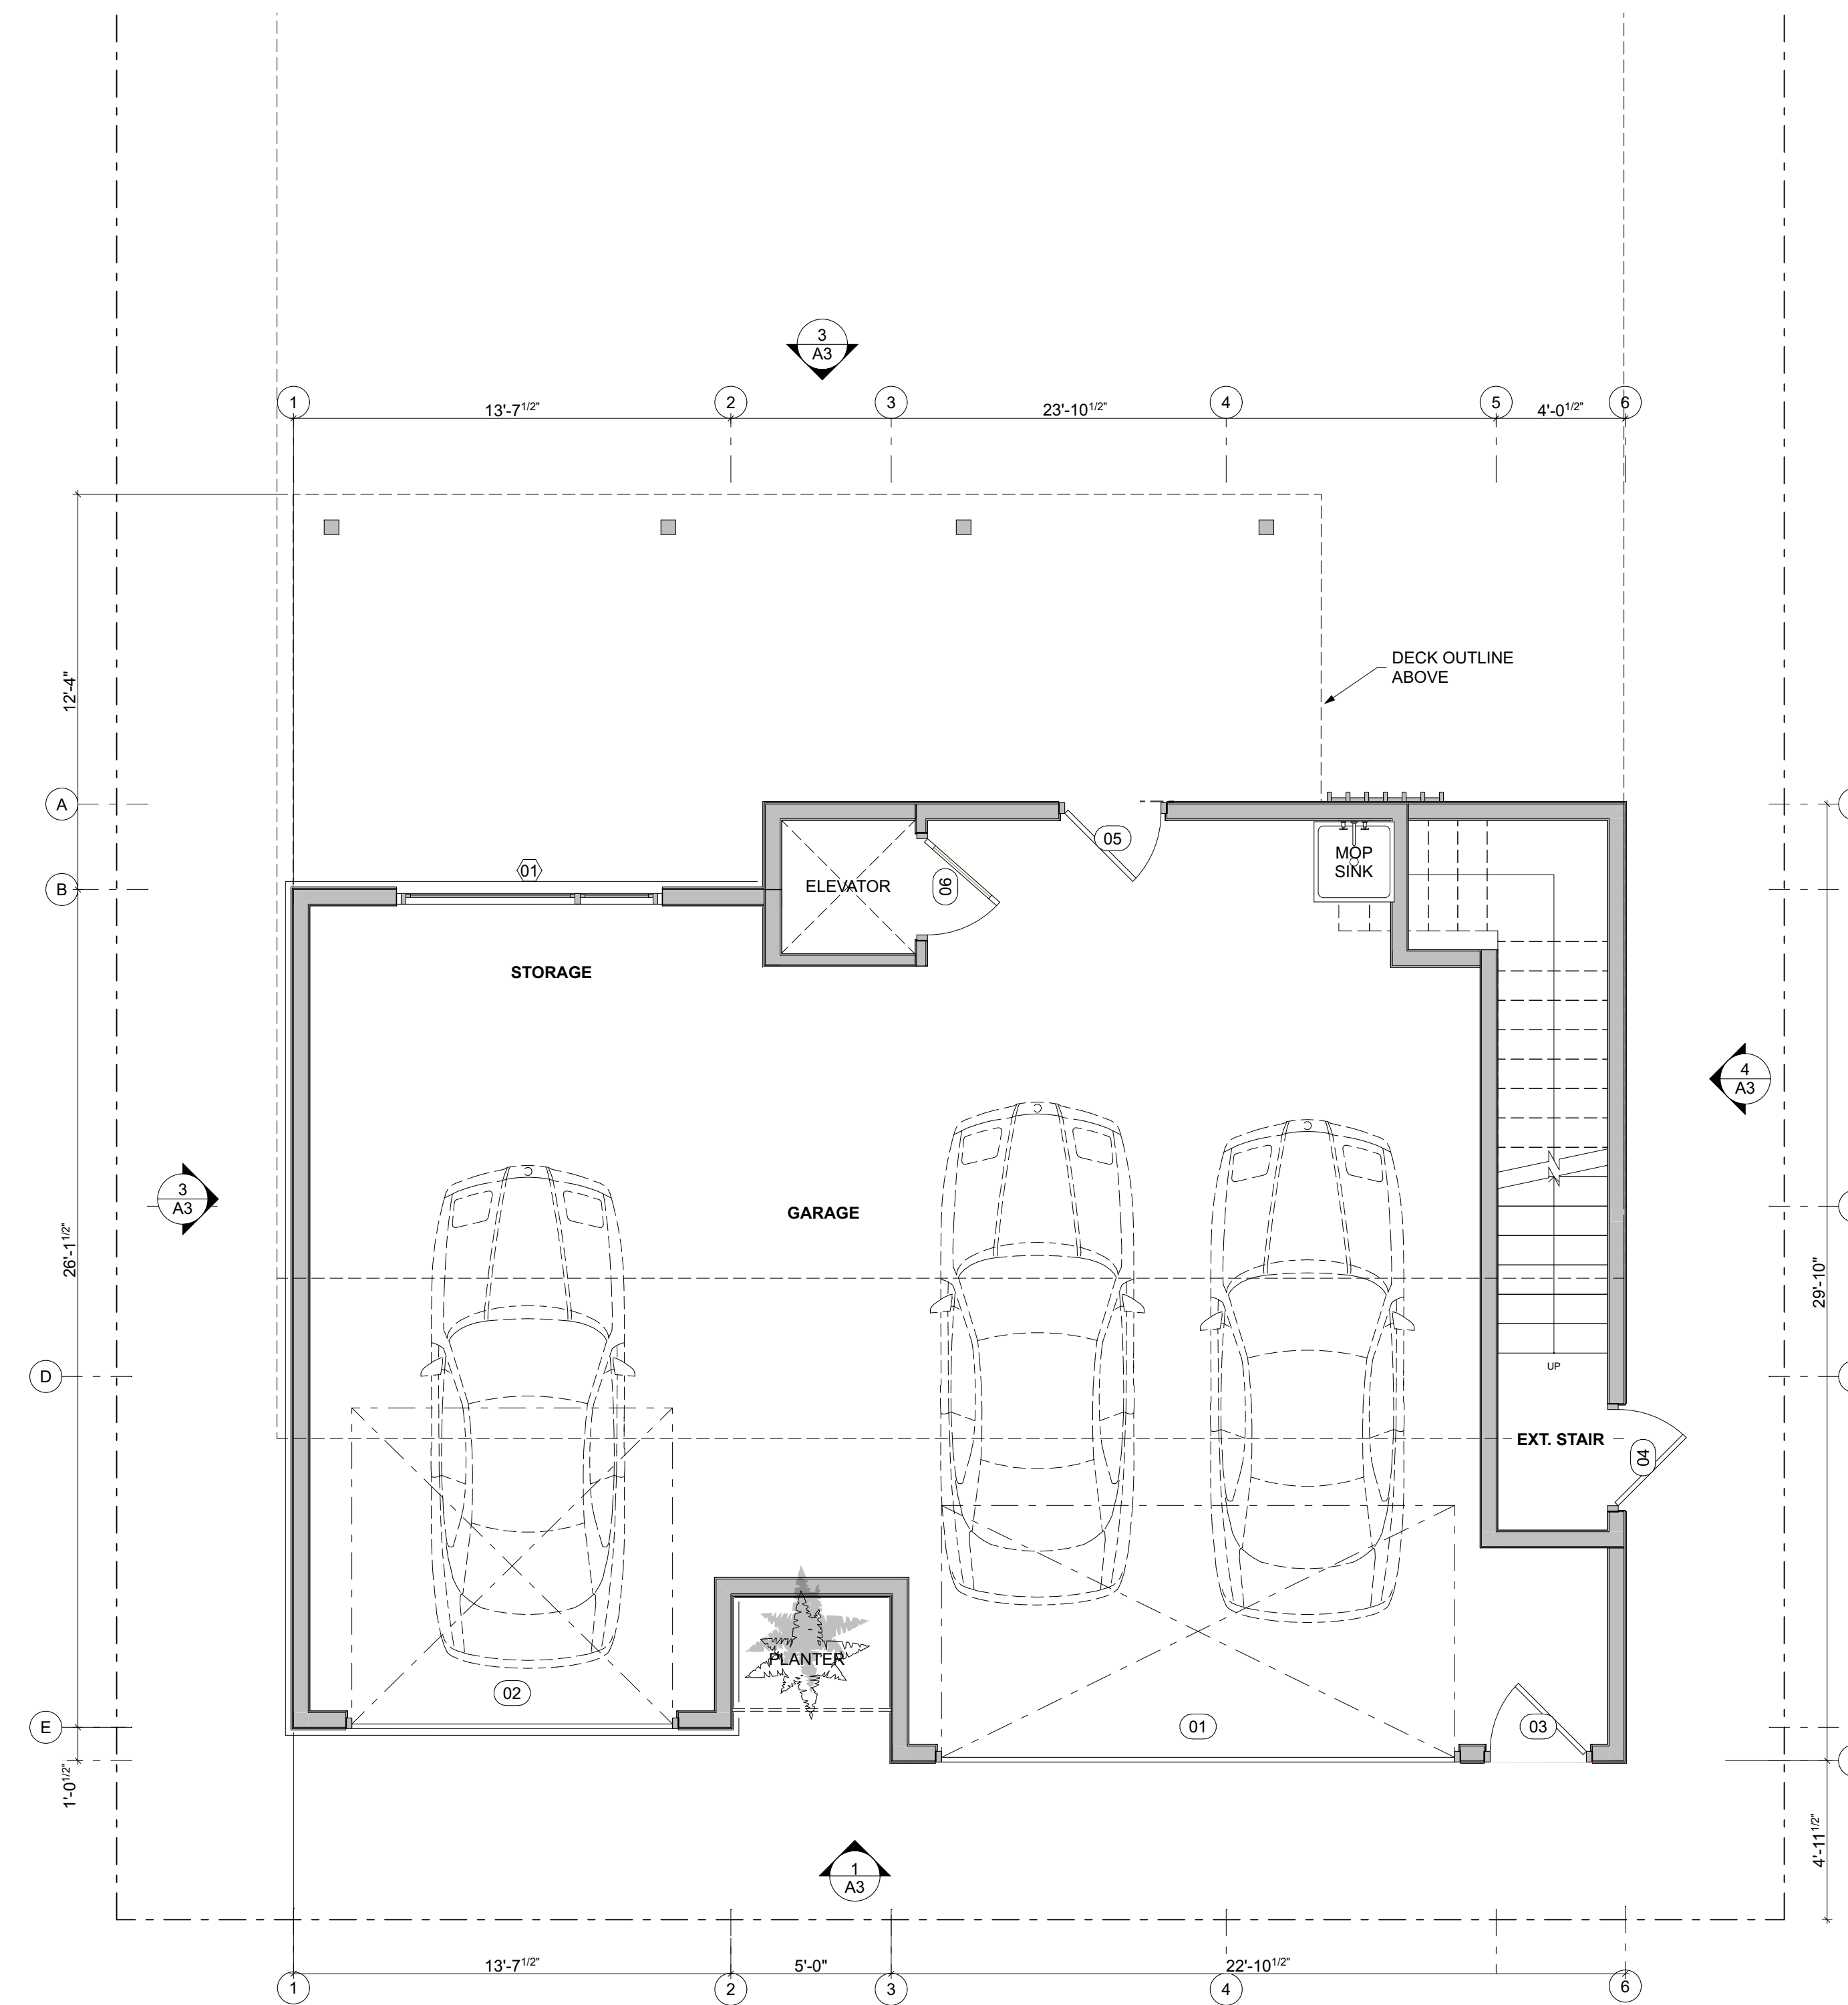 3
A3
1
2
3
4
5
6
13'-7 1/2"
23'-10 1/2"
4'-0 1/2"
12'-4"
DECK OUTLINE
ABOVE
A
B
01
05
06
ELEVATOR
MOP
SINK
STORAGE
4
A3
3
A3
GARAGE
26'-1 1/2"
29'-10"
UP
D
EXT. STAIR
04
PLANTER
02
01
03
E
1'-0 1/2"
4'-11 1/2"
1
A3
13'-7 1/2"
5'-0"
22'-10 1/2"
1
2
3
4
6